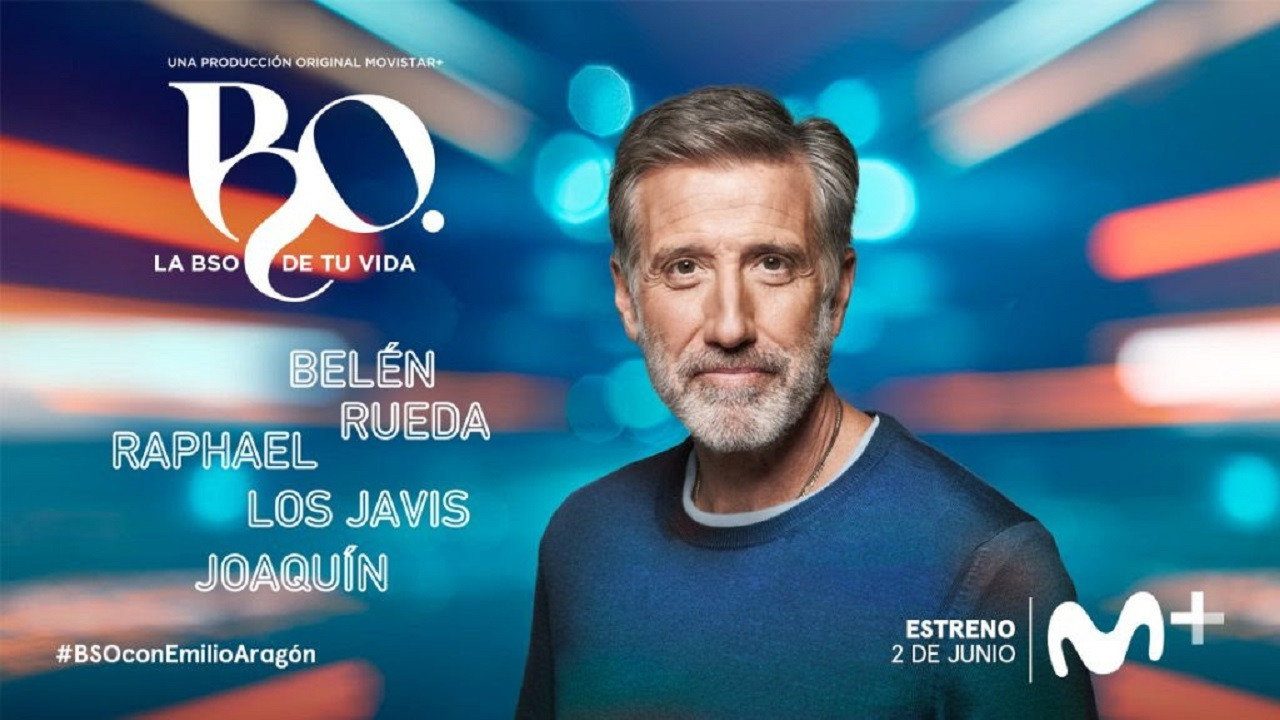 UNA PRODUCCIÓN ORIGINAL MOVISTAR+
BSO.
LA BSO DE TU VIDA
BELÉN
RUEDA
RAPHAEL
LOS JAVIS
JOAQUÍN
#BSOconEmilioAragón
ESTRENO
2 DE JUNIO
M+